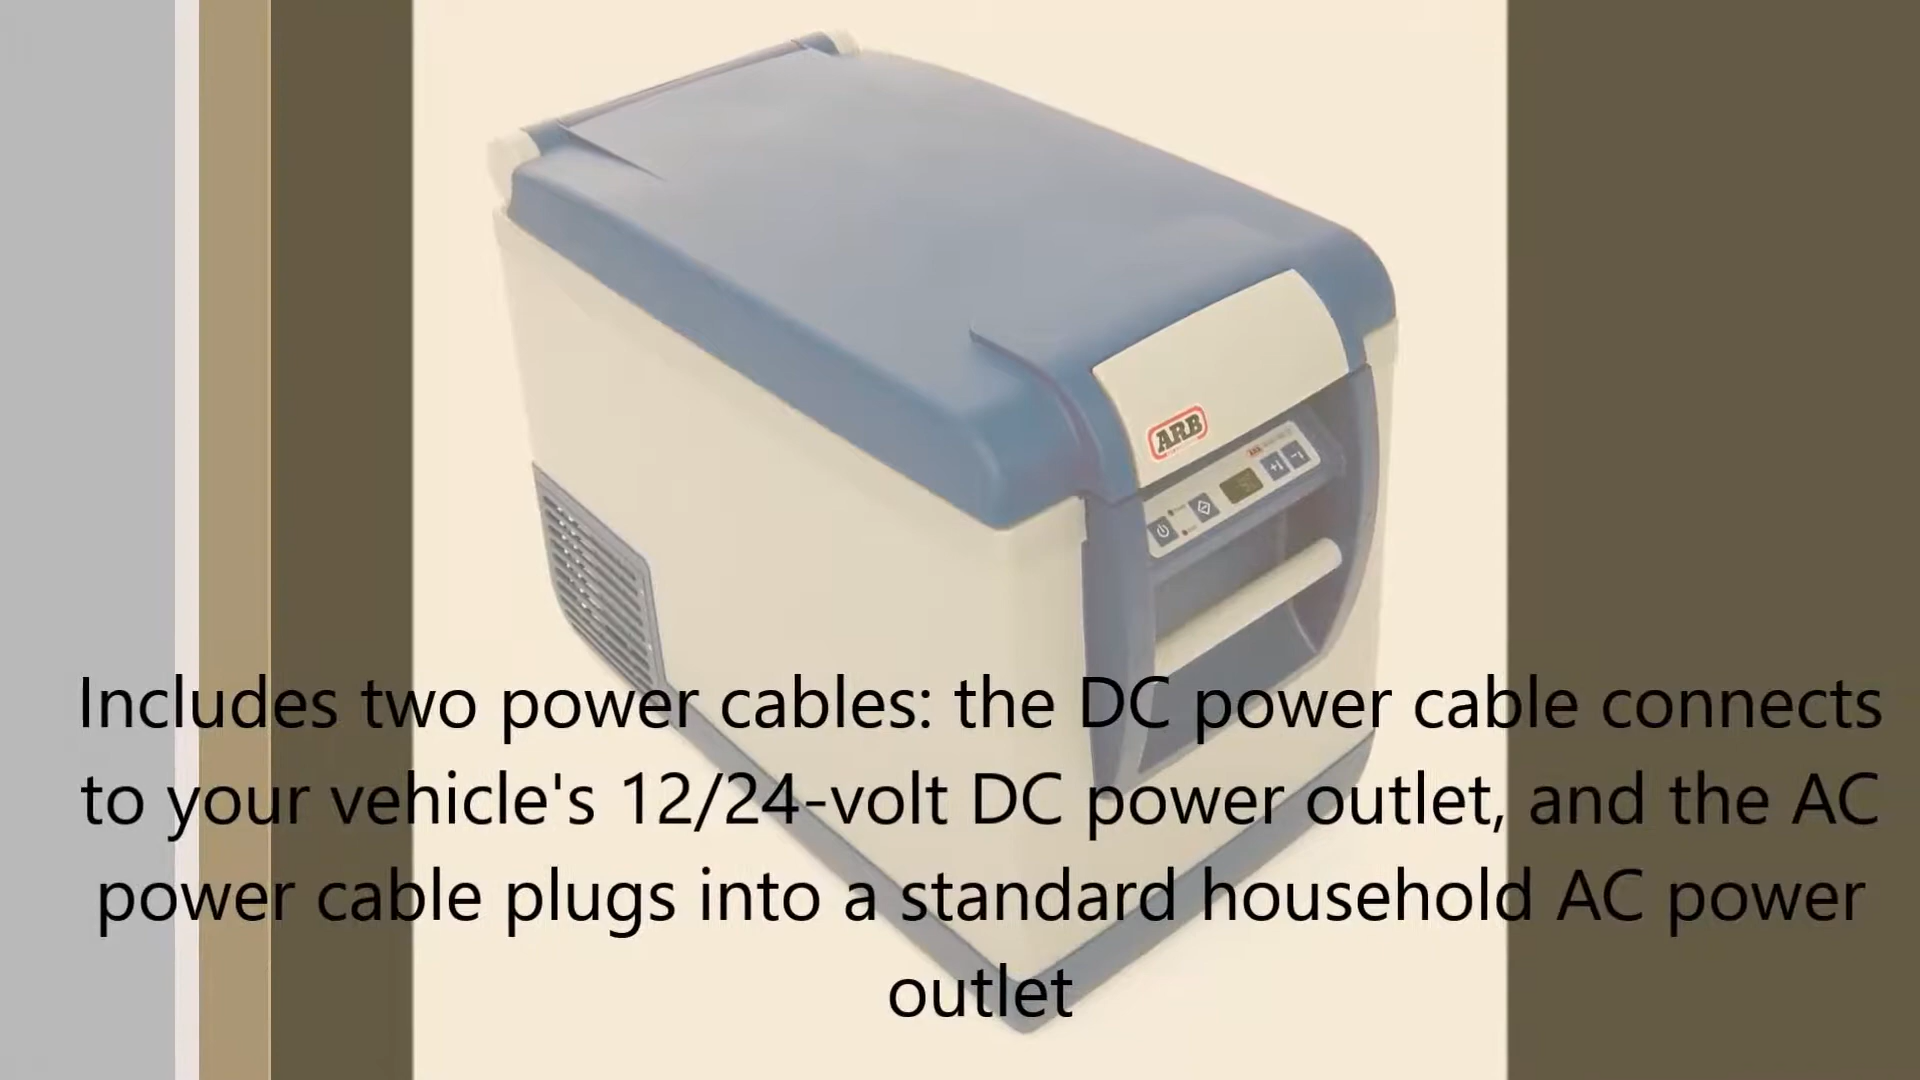 ARB
Includes two power cables: the DC power cable connects
to your vehicle's 12/24-volt DC power outlet, and the AC
power cable plugs into a standard household AC power
outlet